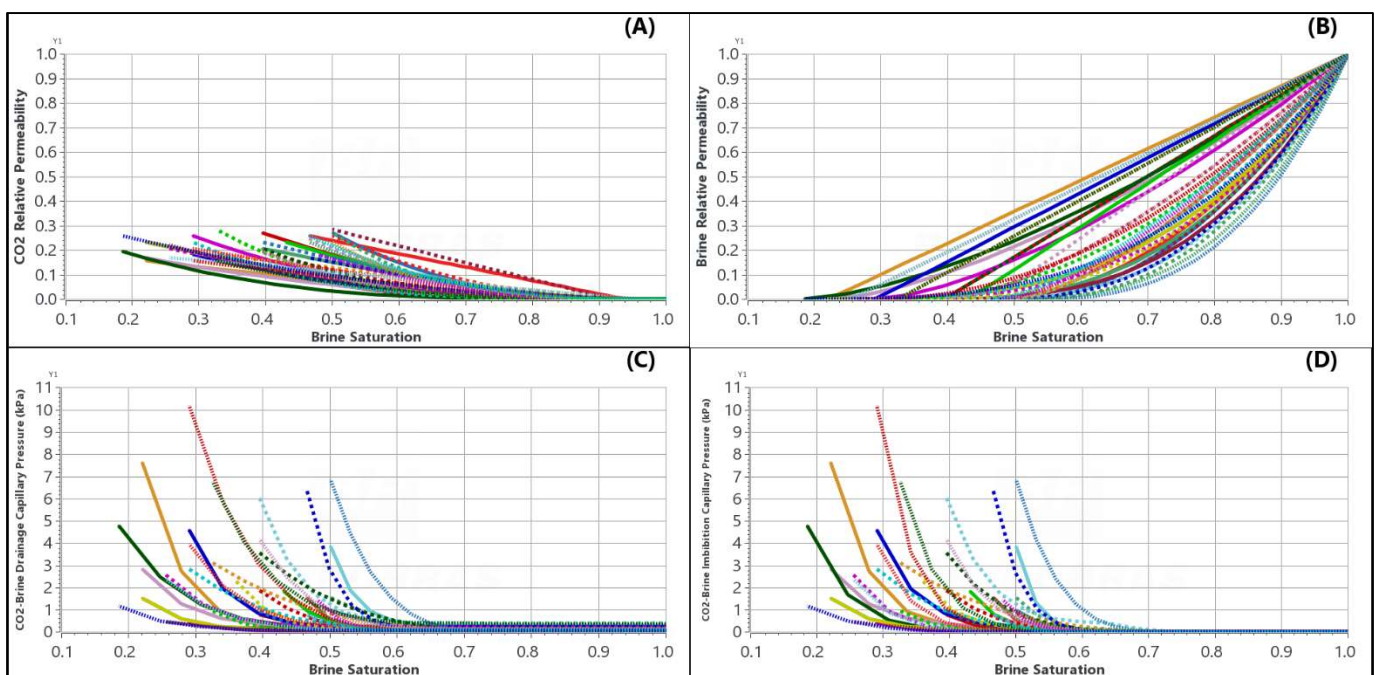 (A)
Y1
CO2 Relative Permeability
1.0
0.9
0.8
0.7
0.6
0.5
0.4
0.3
0.2
0.1
0.0
0.1 0.2 0.3 0.4 0.5 0.6 0.7 0.8 0.9 1.0
Brine Saturation
(B)
Y1
Brine Relative Permeability
1.0
0.9
0.8
0.7
0.6
0.5
0.4
0.3
0.2
0.1
0.0
0.1 0.2 0.3 0.4 0.5 0.6 0.7 0.8 0.9 1.0
Brine Saturation
(C)
Y1
CO2-Brine Drainage Capillary Pressure (kPa)
11
10
9
8
7
6
5
4
3
2
1
0
0.1 0.2 0.3 0.4 0.5 0.6 0.7 0.8 0.9 1.0
Brine Saturation
(D)
Y1
CO2-Brine Imbibition Capillary Pressure (kPa)
11
10
9
8
7
6
5
4
3
2
1
0
0.1 0.2 0.3 0.4 0.5 0.6 0.7 0.8 0.9 1.0
Brine Saturation